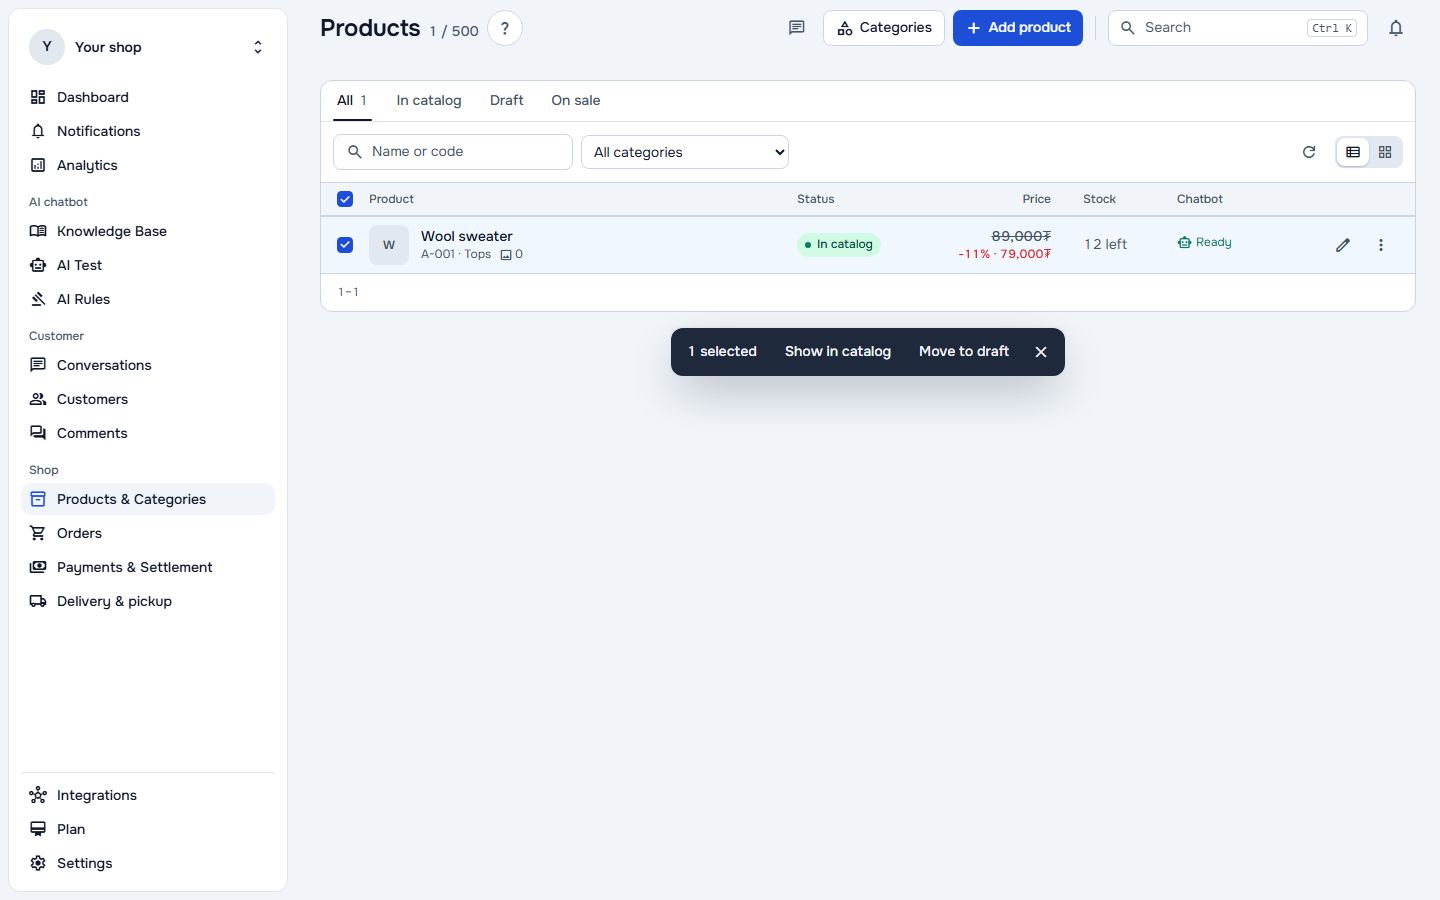 Y Your shop
Dashboard
Notifications
Analytics
AI chatbot
Knowledge Base
AI Test
AI Rules
Customer
Conversations
Customers
Comments
Shop
Products & Categories
Orders
Payments & Settlement
Delivery & pickup
Integrations
Plan
Settings
Products 1 / 500 ?
Categories
Add product
Search Ctrl K
All 1 In catalog Draft On sale
Name or code
All categories
Product Status Price Stock Chatbot
W
Wool sweater
A-001 · Tops 0
In catalog
89,000₮
-11% · 79,000₮
12 left
Ready
1–1
1 selected Show in catalog Move to draft